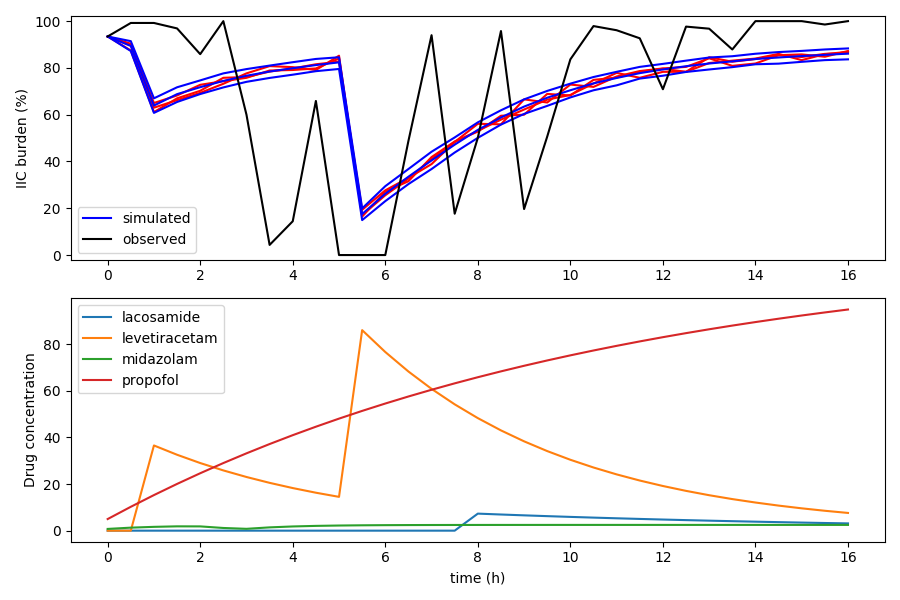 IIC burden (%)
100
80
60
40
20
0
simulated
observed
0 2 4 6 8 10 12 14 16
Drug concentration
80
60
40
20
0
lacosamide
levetiracetam
midazolam
propofol
0 2 4 6 8 10 12 14 16
time (h)